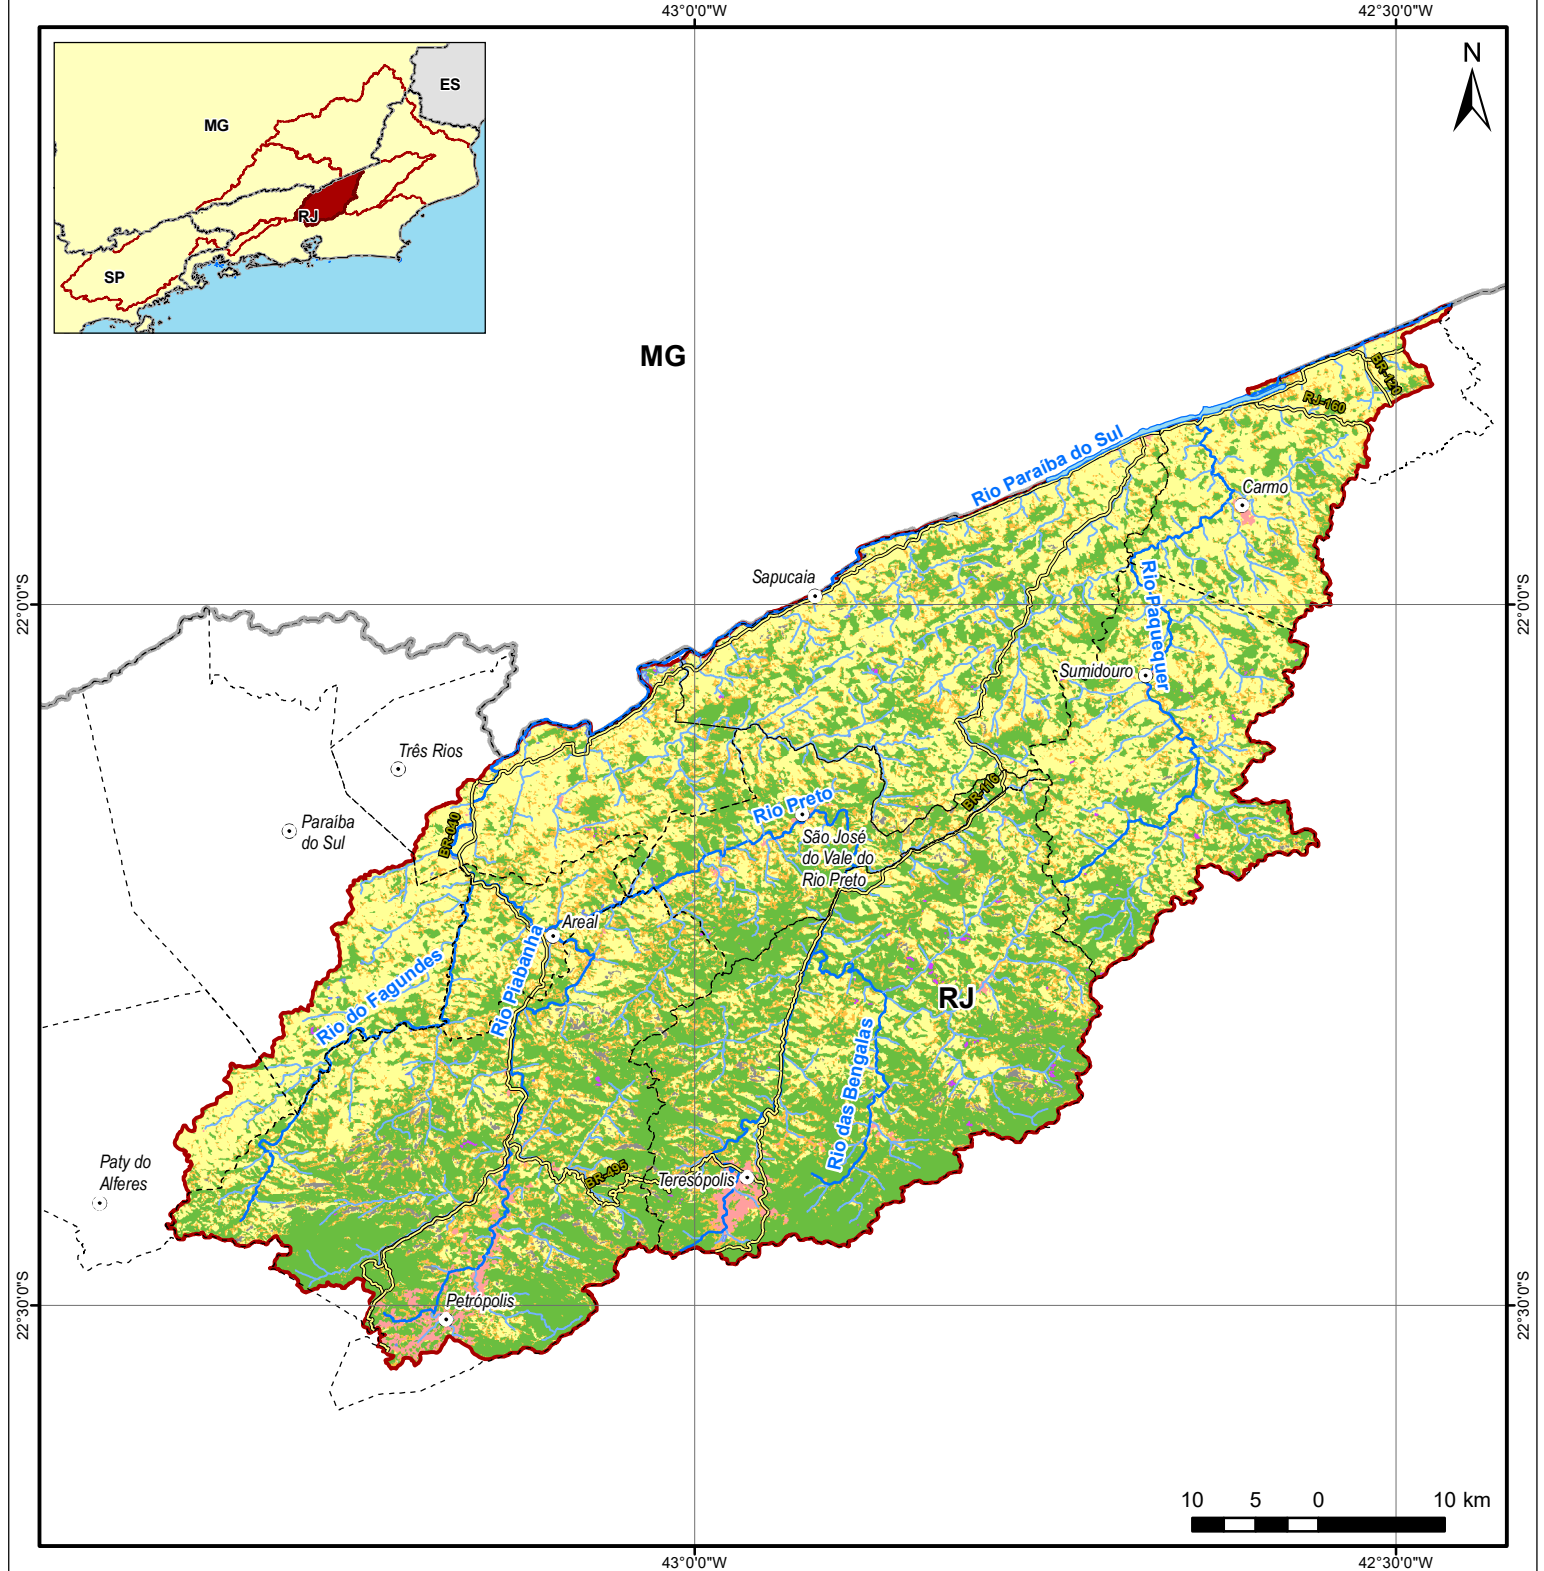 43°0'0"W
42°30'0"W
N
ES
MG
RJ
SP
MG
BR-120
RJ-160
Rio Paraíba do Sul
Carmo
Sapucaia
22°0'0"S
22°0'0"S
Rio Paquequer
Sumidouro
Três Rios
BR-116
Rio Preto
Paraíba
do Sul
BR-040
São José
do Vale do
Rio Preto
Areal
Rio do Fagundes
Rio Piabanha
RJ
Rio das Bengalas
Paty do
Alferes
BR-495
Teresópolis
22°30'0"S
22°30'0"S
Petrópolis
10 5 0 10 km
43°0'0"W
42°30'0"W